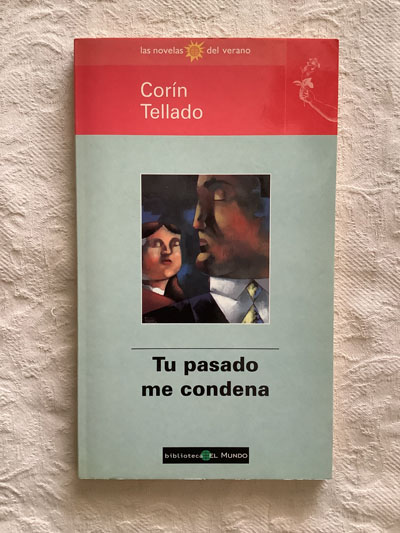 las novelas del verano
Corín
Tellado
Tu pasado
me condena
biblioteca EL MUNDO